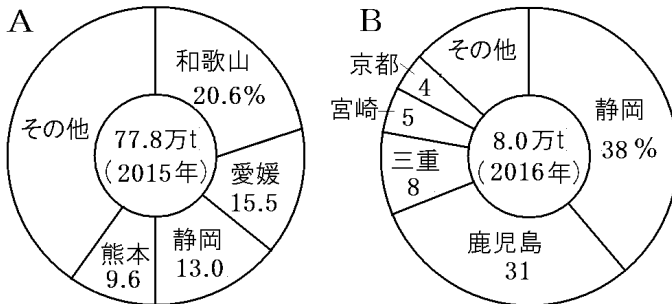 A
和歌山
20.6%
愛媛
15.5
静岡
13.0
熊本
9.6
その他
77.8万t
(2015年)
B
静岡
38%
鹿児島
31
三重
8
宮崎
5
京都
4
その他
8.0万t
(2016年)